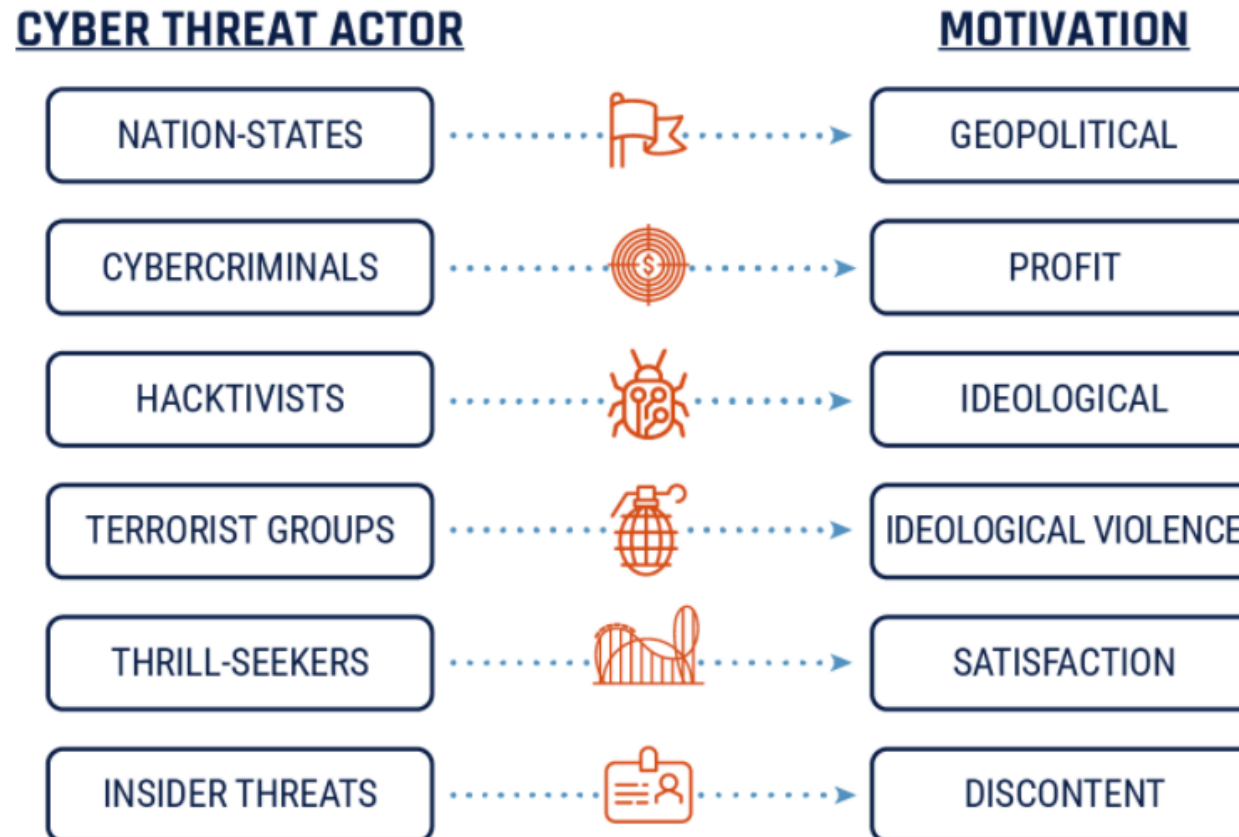 CYBER THREAT ACTOR MOTIVATION
NATION-STATES GEOPOLITICAL
CYBERCRIMINALS $ PROFIT
HACKTIVISTS IDEOLOGICAL
TERRORIST GROUPS IDEOLOGICAL VIOLENCE
THRILL-SEEKERS SATISFACTION
INSIDER THREATS DISCONTENT